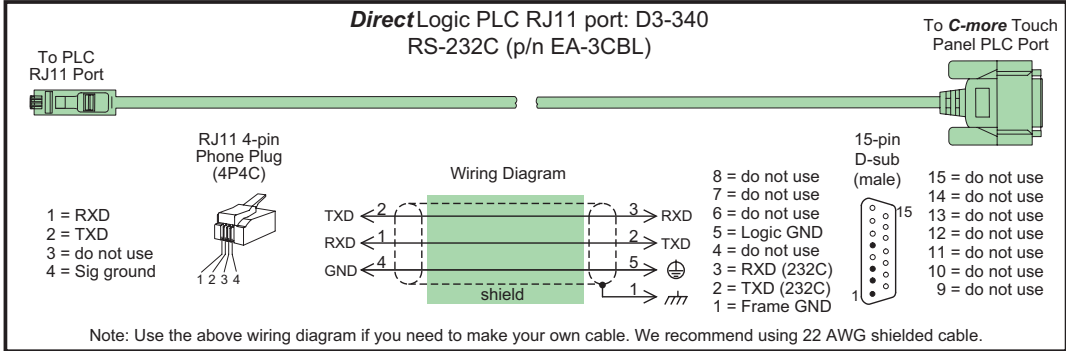 DirectLogic PLC RJ11 port: D3-340
RS-232C (p/n EA-3CBL)
To PLC
RJ11 Port
To C-more Touch
Panel PLC Port
RJ11 4-pin
Phone Plug
(4P4C)
1 = RXD
2 = TXD
3 = do not use
4 = Sig ground
1 2 3 4
Wiring Diagram
TXD 2 3 RXD
RXD 1 2 TXD
GND 4 5
1
shield
8 = do not use
7 = do not use
6 = do not use
5 = Logic GND
4 = do not use
3 = RXD (232C)
2 = TXD (232C)
1 = Frame GND
15-pin
D-sub
(male)
15
1
15 = do not use
14 = do not use
13 = do not use
12 = do not use
11 = do not use
10 = do not use
9 = do not use
Note: Use the above wiring diagram if you need to make your own cable. We recommend using 22 AWG shielded cable.